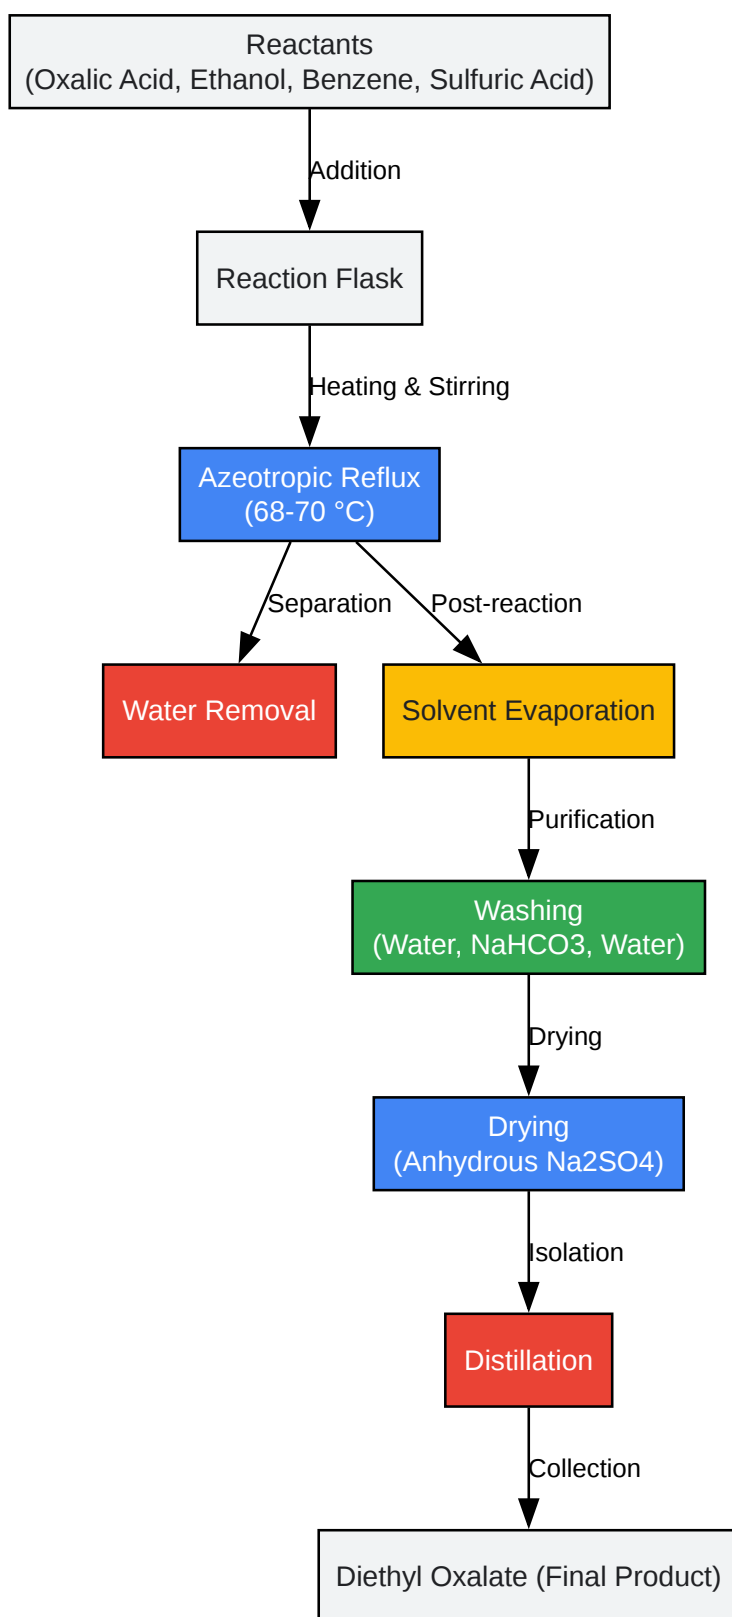 Reactants
(Oxalic Acid, Ethanol, Benzene, Sulfuric Acid)
Addition
Reaction Flask
Heating & Stirring
Azeotropic Reflux
(68-70 °C)
Separation
Post-reaction
Water Removal
Solvent Evaporation
Purification
Washing
(Water, NaHCO3, Water)
Drying
Drying
(Anhydrous Na2SO4)
Isolation
Distillation
Collection
Diethyl Oxalate (Final Product)